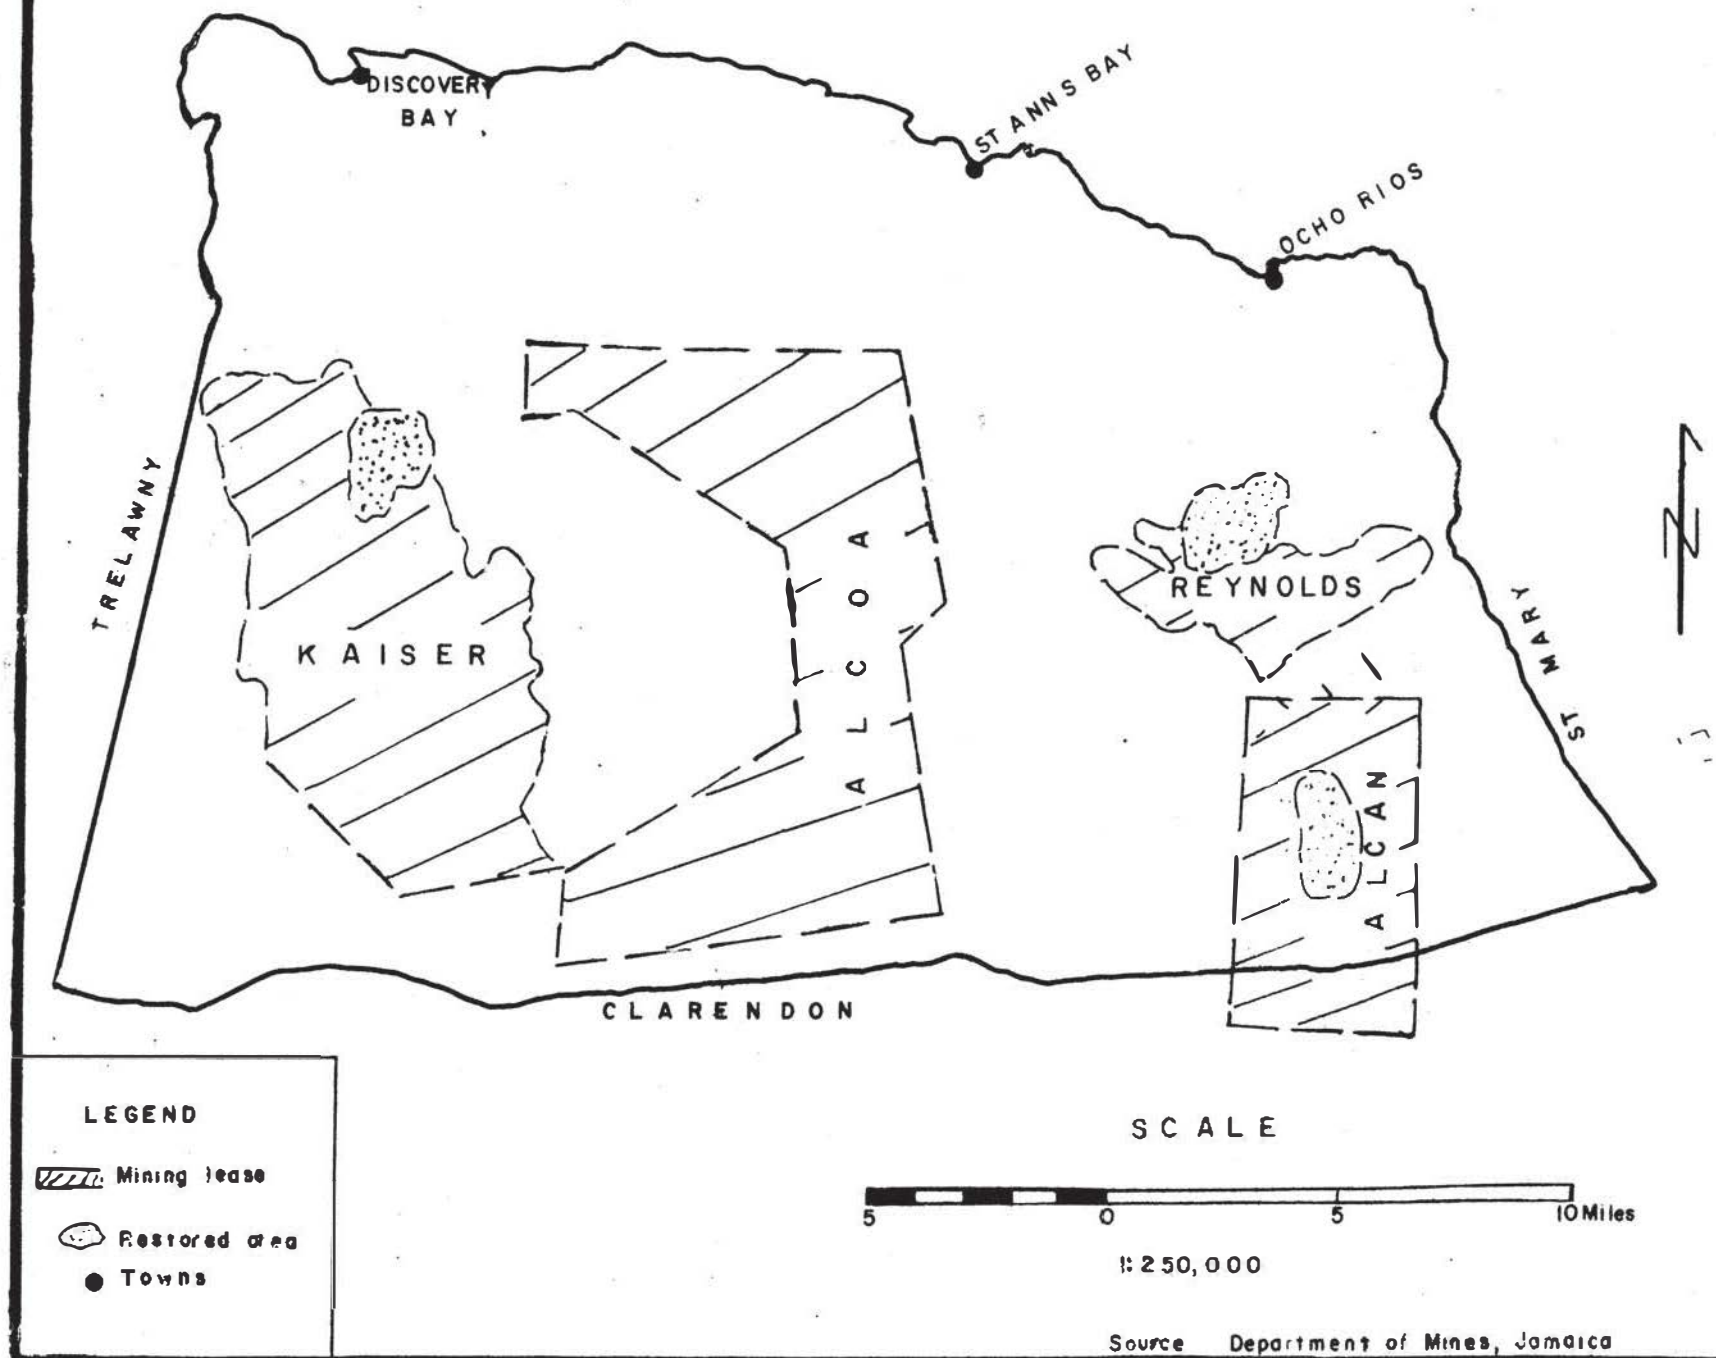 DISCOVERY
BAY
ST ANNS BAY
OCHO RIOS
TRELAWNY
KAISER
ALCOA
REYNOLDS
ST MARY
ALCAN
CLARENDON
N
LEGEND
Mining lease
Restored area
Towns
SCALE
5 0 5 10 Miles
1:250,000
Source Department of Mines, Jamaica